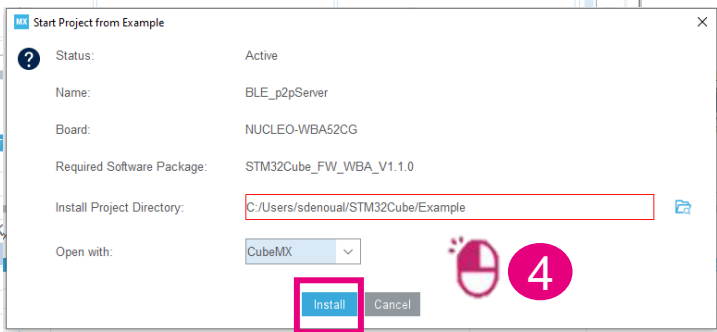 MX Start Project from Example
Status: Active
Name: BLE_p2pServer
Board: NUCLEO-WBA52CG
Required Software Package: STM32Cube_FW_WBA_V1.1.0
Install Project Directory: C:/Users/sdenoual/STM32Cube/Example
Open with: CubeMX
4
Install Cancel